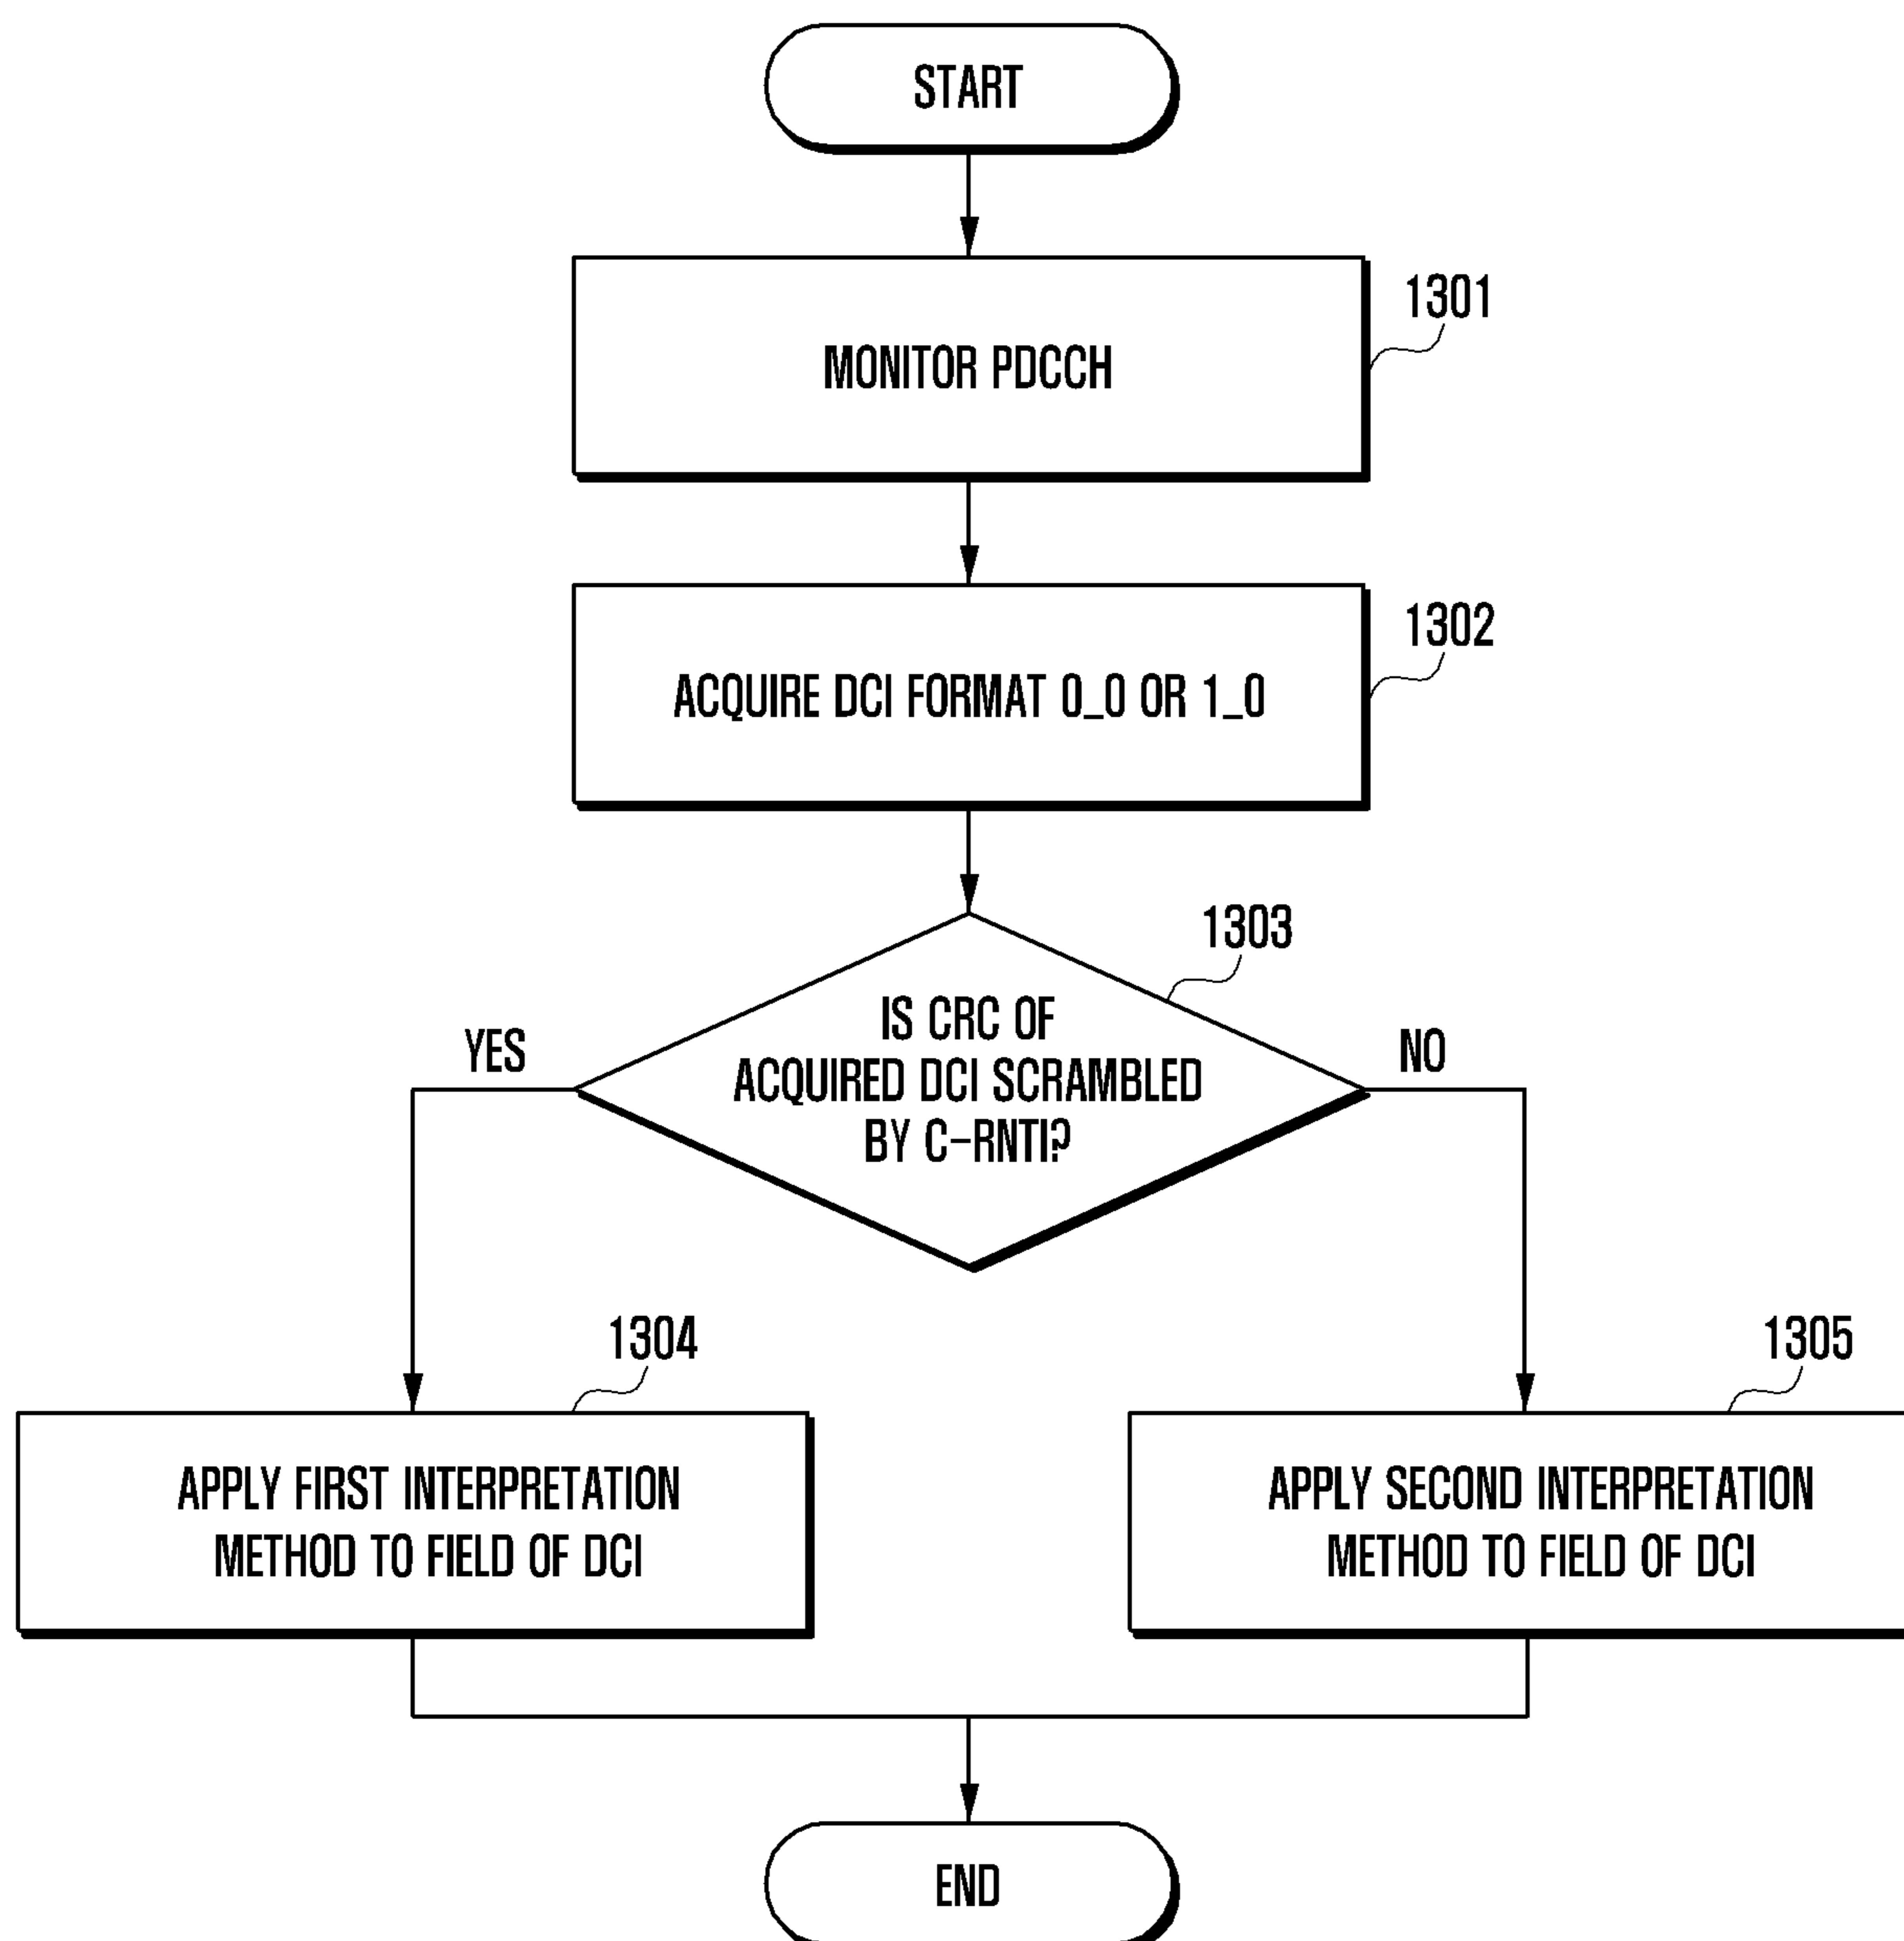 START
1301
MONITOR PDCCH
1302
ACQUIRE DCI FORMAT 0_0 OR 1_0
1303
IS CRC OF
ACQUIRED DCI SCRAMBLED
BY C-RNTI?
YES
NO
1304
APPLY FIRST INTERPRETATION
METHOD TO FIELD OF DCI
1305
APPLY SECOND INTERPRETATION
METHOD TO FIELD OF DCI
END